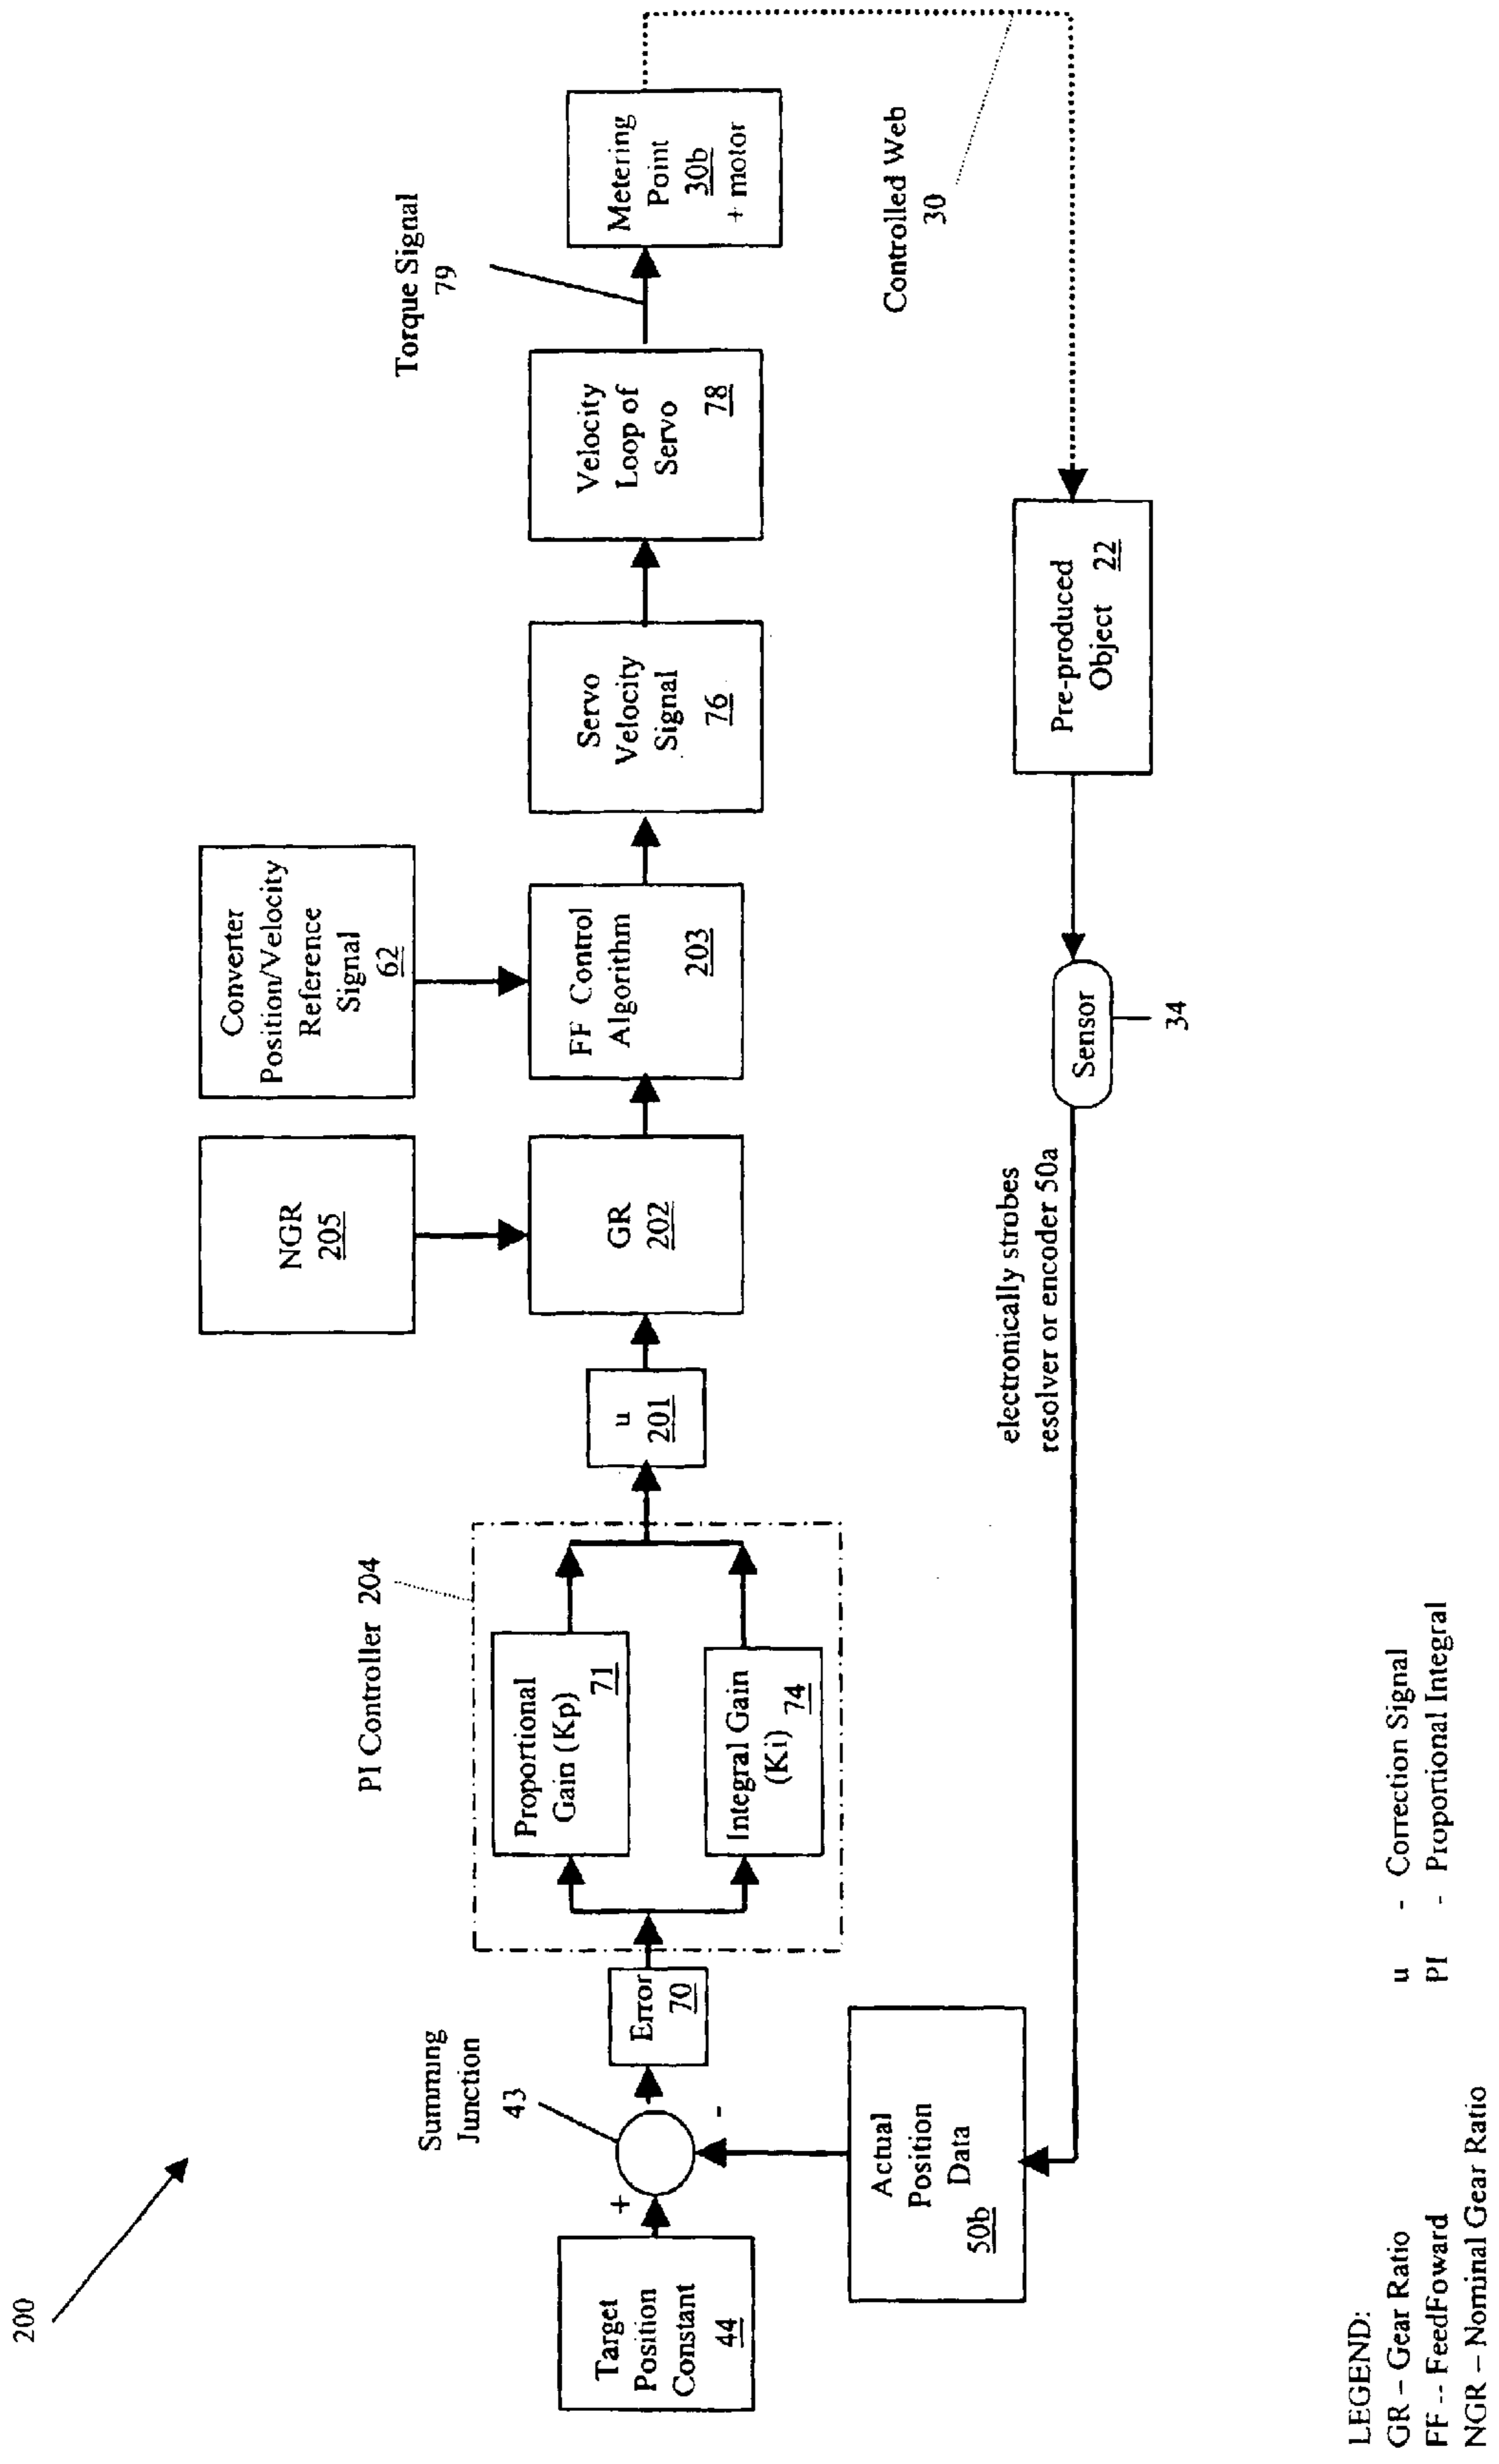 200
Target
Position
Constant
44
+
-
Summing
Junction
43
Actual
Position
Data
50b
Error
70
PI Controller 204
Proportional
Gain (Kp)
71
Integral Gain
(Ki)
74
u
201
NGR
205
GR
202
Converter
Position/Velocity
Reference
Signal
62
FF Control
Algorithm
203
Servo
Velocity
Signal
76
Velocity
Loop of
Servo
78
Torque Signal
79
Metering
Point
30b
+ motor
Controlled Web
30
Pre-produced
Object 22
Sensor
34
electronically strobes
resolver or encoder 50a
LEGEND:
GR – Gear Ratio
FF -- FeedFoward
NGR – Nominal Gear Ratio
u - Correction Signal
PI - Proportional Integral